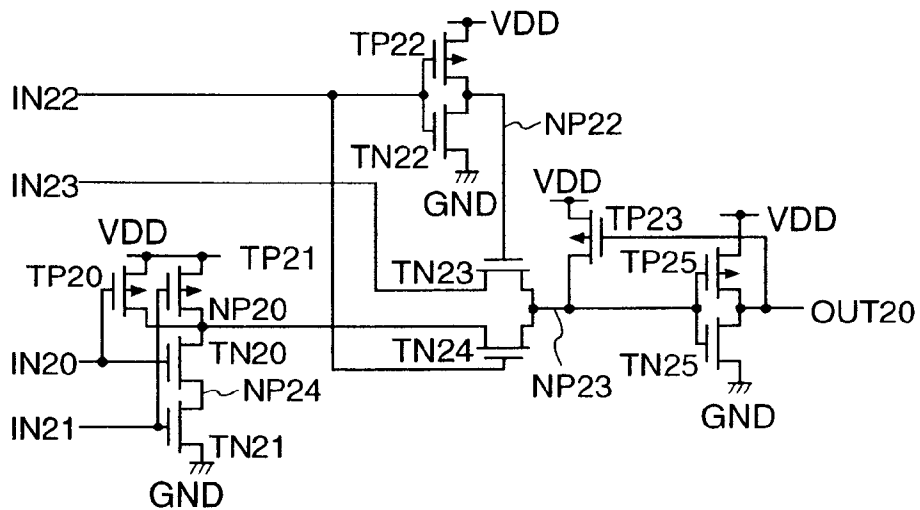 VDD
TP22
IN22
NP22
TN22
IN23
GND
VDD
TP23
VDD
VDD
TP21
TP20
TN23
TP25
NP20
OUT20
TN20
TN24
IN20
TN25
NP24
NP23
IN21
TN21
GND
GND